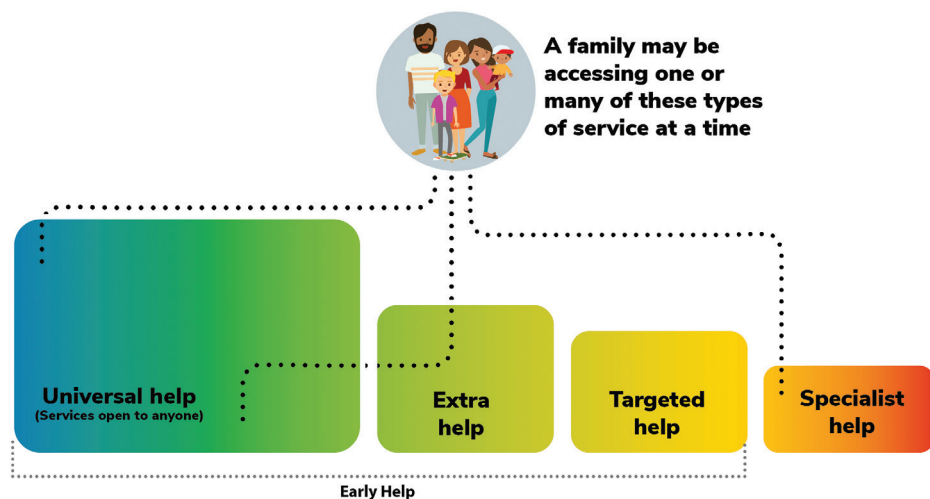 A family may be
accessing one or
many of these types
of service at a time
Universal help
(Services open to anyone)
Extra
help
Targeted
help
Specialist
help
Early Help